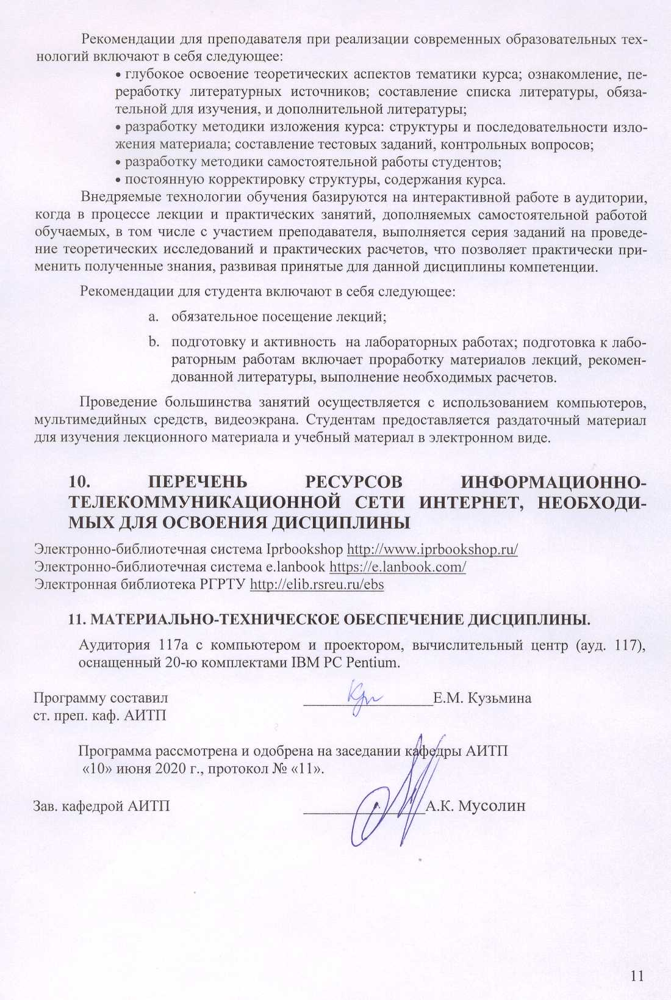 Рекомендации для преподавателя при реализации современных образовательных тех-
нологий включают в себя следующее:
• глубокое освоение теоретических аспектов тематики курса; ознакомление, пе-
реработку литературных источников; составление списка литературы, обяза-
тельной для изучения, и дополнительной литературы;
• разработку методики изложения курса: структуры и последовательности изло-
жения материала; составление тестовых заданий, контрольных вопросов;
• разработку методики самостоятельной работы студентов;
• постоянную корректировку структуры, содержания курса.
Внедряемые технологии обучения базируются на интерактивной работе в аудитории,
когда в процессе лекции и практических занятий, дополняемых самостоятельной работой
обучаемых, в том числе с участием преподавателя, выполняется серия заданий на проведе-
ние теоретических исследований и практических расчетов, что позволяет практически при-
менить полученные знания, развивая принятые для данной дисциплины компетенции.
Рекомендации для студента включают в себя следующее:
a. обязательное посещение лекций;
b. подготовку и активность на лабораторных работах; подготовка к лабо-
раторным работам включает проработку материалов лекций, рекомен-
дованной литературы, выполнение необходимых расчетов.
Проведение большинства занятий осуществляется с использованием компьютеров,
мультимедийных средств, видеоэкрана. Студентам предоставляется раздаточный материал
для изучения лекционного материала и учебный материал в электронном виде.
10. ПЕРЕЧЕНЬ РЕСУРСОВ ИНФОРМАЦИОННО-
ТЕЛЕКОММУНИКАЦИОННОЙ СЕТИ ИНТЕРНЕТ, НЕОБХОДИ-
МЫХ ДЛЯ ОСВОЕНИЯ ДИСЦИПЛИНЫ
Электронно-библиотечная система Iprbookshop http://www.iprbookshop.ru/
Электронно-библиотечная система e.lanbook https://e.lanbook.com/
Электронная библиотека РГРТУ http://elib.rsreu.ru/ebs
11. МАТЕРИАЛЬНО-ТЕХНИЧЕСКОЕ ОБЕСПЕЧЕНИЕ ДИСЦИПЛИНЫ.
Аудитория 117а с компьютером и проектором, вычислительный центр (ауд. 117),
оснащенный 20-ю комплектами IBM PC Pentium.
Программу составил _________________Е.М. Кузьмина
ст. преп. каф. АИТП
Программа рассмотрена и одобрена на заседании кафедры АИТП
«10» июня 2020 г., протокол № «11».
Зав. кафедрой АИТП ________________А.К. Мусолин
11